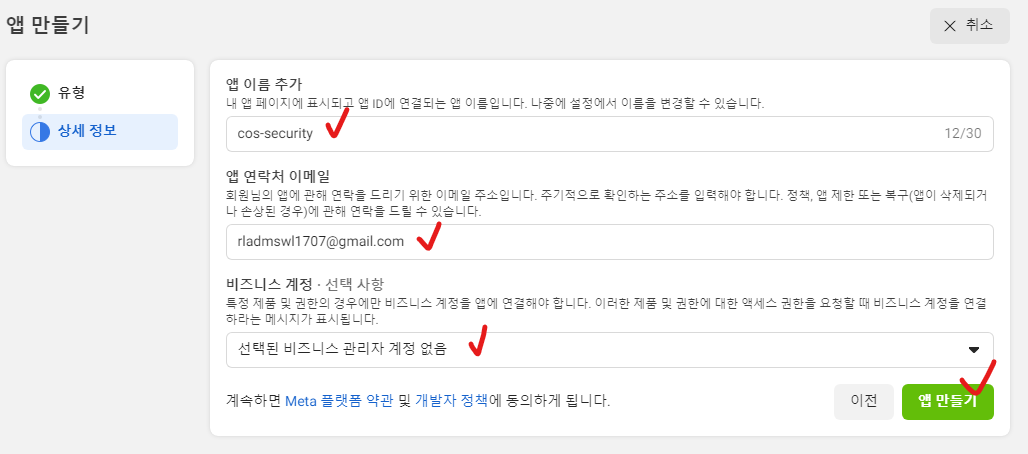 앱 만들기
취소
유형
상세 정보
앱 이름 추가
내 앱 페이지에 표시되고 앱 ID에 연결되는 앱 이름입니다. 나중에 설정에서 이름을 변경할 수 있습니다.
cos-security
12/30
앱 연락처 이메일
회원님의 앱에 관해 연락을 드리기 위한 이메일 주소입니다. 주기적으로 확인하는 주소를 입력해야 합니다. 정책, 앱 제한 또는 복구(앱이 삭제되거
나 손상된 경우)에 관해 연락을 드릴 수 있습니다.
rladmswl1707@gmail.com
비즈니스 계정 · 선택 사항
특정 제품 및 권한의 경우에만 비즈니스 계정을 앱에 연결해야 합니다. 이러한 제품 및 권한에 대한 액세스 권한을 요청할 때 비즈니스 계정을 연결
하라는 메시지가 표시됩니다.
선택된 비즈니스 관리자 계정 없음
계속하면 Meta 플랫폼 약관 및 개발자 정책에 동의하게 됩니다.
이전
앱 만들기